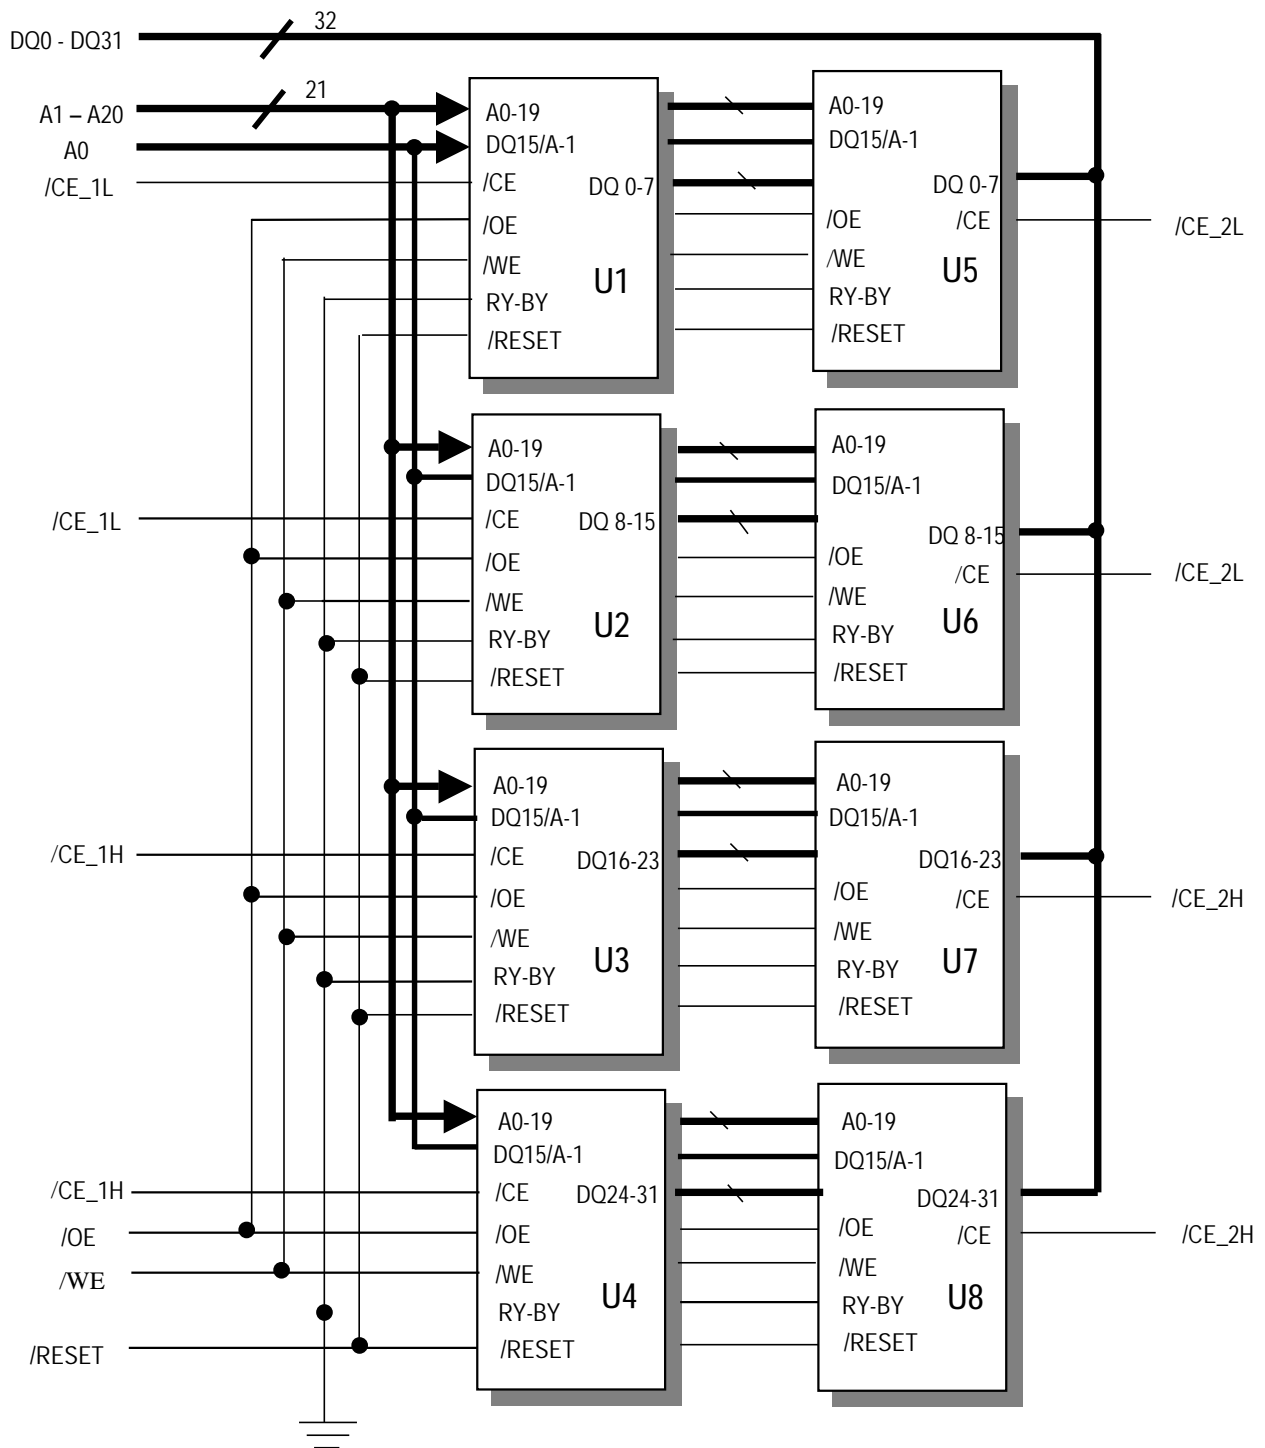 DQ0 - DQ31
32
A1 – A20
21
A0
/CE_1L
A0-19
DQ15/A-1
/CE
DQ 0-7
/OE
/WE
U1
RY-BY
/RESET
A0-19
DQ15/A-1
DQ 0-7
/OE
/CE
/WE
U5
RY-BY
/RESET
/CE_2L
/CE_1L
A0-19
DQ15/A-1
/CE
DQ 8-15
/OE
/WE
U2
RY-BY
/RESET
A0-19
DQ15/A-1
DQ 8-15
/OE
/CE
/WE
U6
RY-BY
/RESET
/CE_2L
/CE_1H
A0-19
DQ15/A-1
/CE
DQ16-23
/OE
/WE
U3
RY-BY
/RESET
A0-19
DQ15/A-1
DQ16-23
/OE
/CE
/WE
U7
RY-BY
/RESET
/CE_2H
/CE_1H
/OE
/WE
/RESET
A0-19
DQ15/A-1
/CE
DQ24-31
/OE
/WE
U4
RY-BY
/RESET
A0-19
DQ15/A-1
DQ24-31
/OE
/CE
/WE
U8
RY-BY
/RESET
/CE_2H